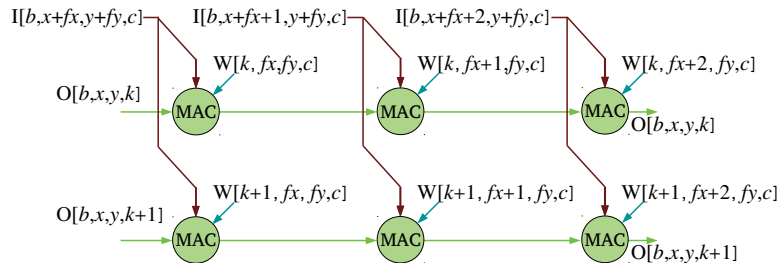 I[b,x+fx,y+fy,c] I[b,x+fx+1,y+fy,c] I[b,x+fx+2,y+fy,c]
W[k, fx,fy,c] W[k, fx+1,fy,c] W[k, fx+2, fy,c]
O[b,x,y,k] MAC MAC MAC O[b,x,y,k]
W[k+1, fx, fy,c] W[k+1, fx+1, fy,c] W[k+1, fx+2, fy,c]
O[b,x,y,k+1] MAC MAC MAC O[b,x,y,k+1]